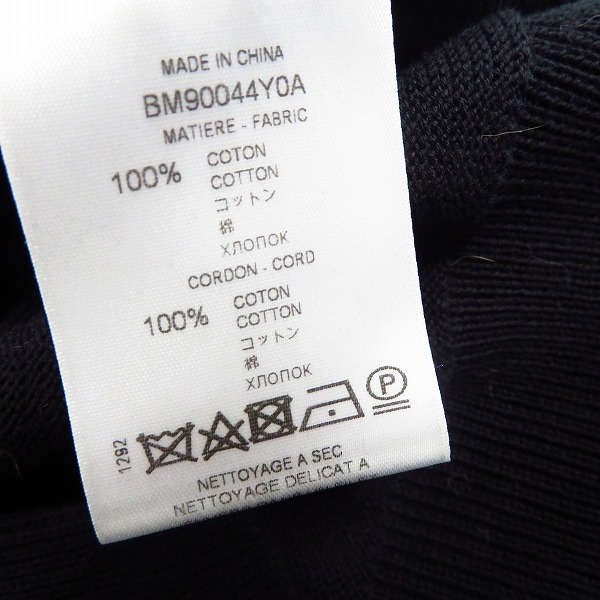 MADE IN CHINA
BM90044Y0A
MATIERE - FABRIC
100% COTON
COTTON
コットン
棉
ХЛОПОК
CORDON - CORD
100% COTON
COTTON
コットン
棉
ХЛОПОК
1292
P
NETTOYAGE A SEC
NETTOYAGE DELICAT A